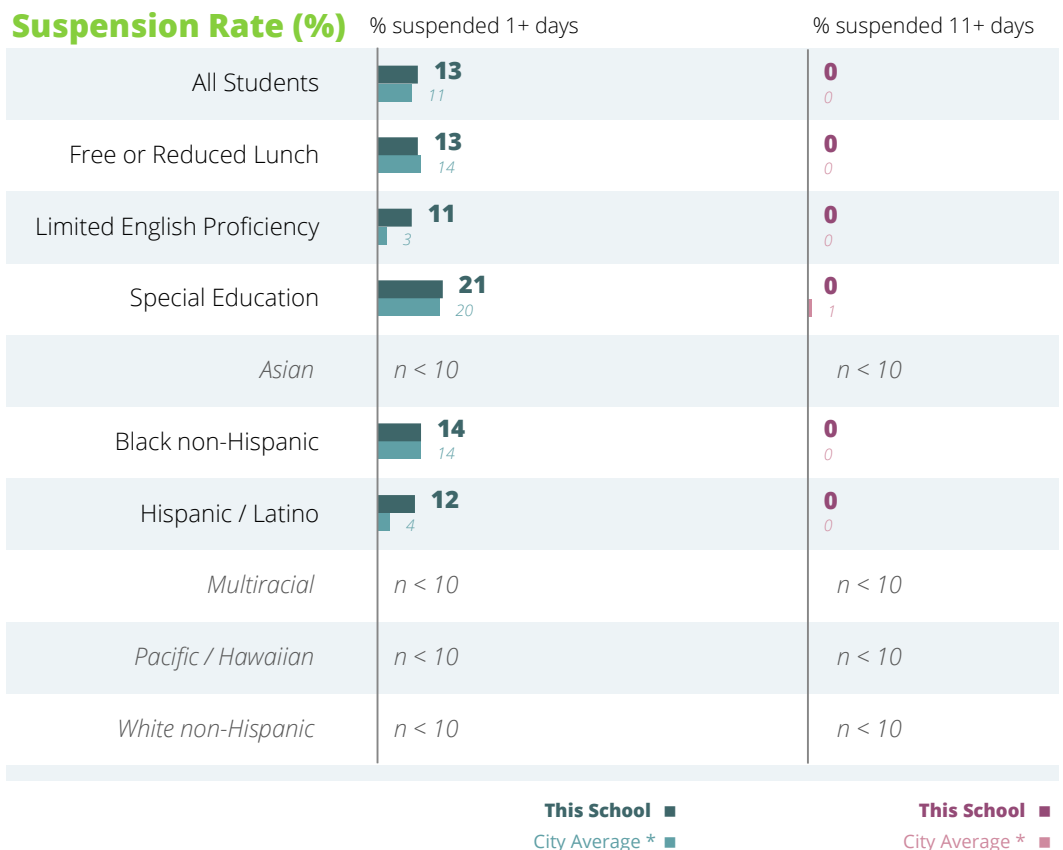 Suspension Rate (%) % suspended 1+ days % suspended 11+ days
All Students 13 0
11 0
Free or Reduced Lunch 13 0
14 0
Limited English Proficiency 11 0
3 0
Special Education 21 0
20 1
Asian n < 10 n < 10
Black non-Hispanic 14 0
14 0
Hispanic / Latino 12 0
4 0
Multiracial n < 10 n < 10
Pacific / Hawaiian n < 10 n < 10
White non-Hispanic n < 10 n < 10
This School This School
City Average * City Average *